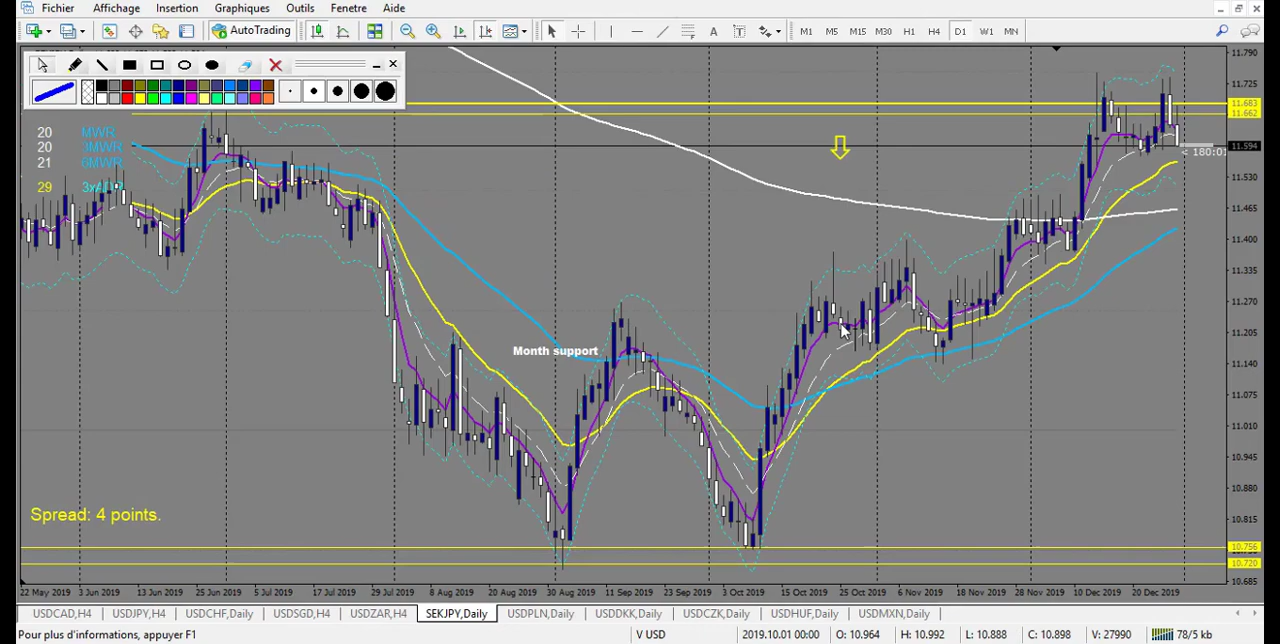 Fichier Affichage Insertion Graphiques Outils Fenetre Aide
AutoTrading M1 M5 M15 M30 H1 H4 D1 W1 MN
11.790
11.725
11.683
11.662
20 MWR
20 3MWR
21 6MWR
11.594
< 180:01
29
11.530
11.465
11.400
11.335
11.270
11.205
Month support
11.140
11.075
11.010
10.945
10.880
Spread: 4 points.
10.815
10.756
10.720
10.685
22 May 2019 3 Jun 2019 13 Jun 2019 25 Jun 2019 5 Jul 2019 17 Jul 2019 29 Jul 2019 8 Aug 2019 20 Aug 2019 30 Aug 2019 11 Sep 2019 23 Sep 2019 3 Oct 2019 15 Oct 2019 25 Oct 2019 6 Nov 2019 18 Nov 2019 28 Nov 2019 10 Dec 2019 20 Dec 2019
USDCAD,H4 USDJPY,H4 USDCHF,Daily USDSGD,H4 USDZAR,H4 SEKJPY,Daily USDPLN,Daily USDDKK,Daily USDCZK,Daily USDHUF,Daily USDMXN,Daily
Pour plus d'informations, appuyer F1 V USD 2019.10.01 00:00 O: 10.964 H: 10.992 L: 10.888 C: 10.898 V: 27990 78/5 kb